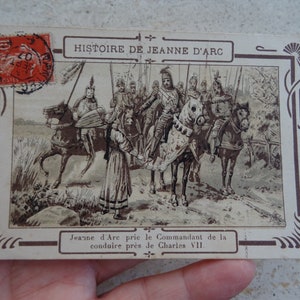 HISTOIRE DE JEANNE D'ARC
Jeanne d'Arc prie le Commandant de la
conduire près de Charles VII.